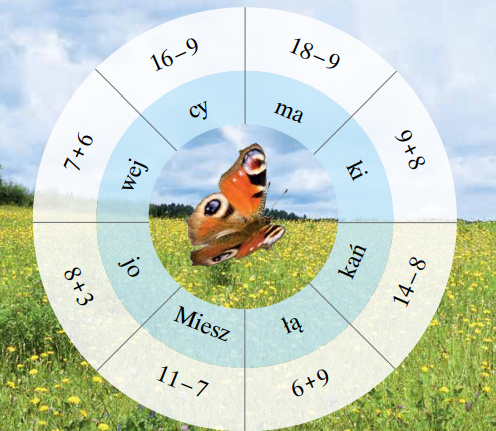 18–9
9+8
14–8
6+9
11–7
8+3
7+6
16–9
ma
ki
kań
łą
Miesz
jo
wej
cy